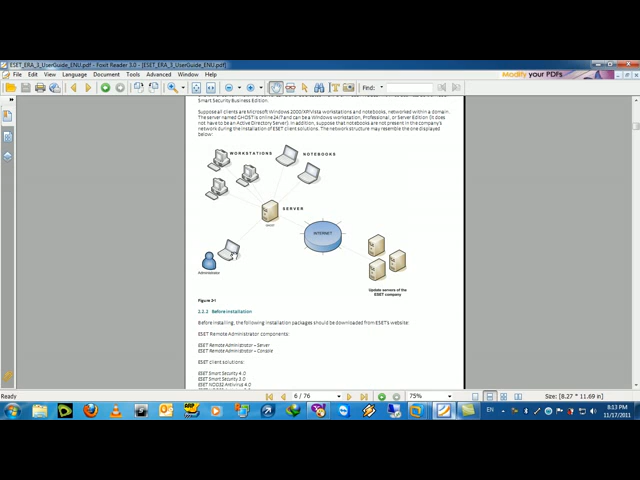 ESET_ERA_3_UserGuide_ENU.pdf - Foxit Reader 3.0 - [ESET_ERA_3_UserGuide_ENU.pdf]
File Edit View Language Document Tools Advanced Window Help
Modify your PDFs
Find:
Smart Security Business Edition.
Suppose all clients are Microsoft Windows 2000/XP/Vista workstations and notebooks, networked within a domain.
The server named GHOST is online 24/7 and can be a Windows workstation, Professional, or Server Edition (it does
not have to be an Active Directory Server). In addition, suppose that notebooks are not present in the company's
network during the installation of ESET client solutions. The network structure may resemble the one displayed
below:
WORKSTATIONS
NOTEBOOKS
SERVER
GHOST
INTERNET
Administrator
Update servers of the
ESET company
Figure 2-1
2.2.2 Before installation
Before installing, the following installation packages should be downloaded from ESET's website:
ESET Remote Administrator components:
ESET Remote Administrator – Server
ESET Remote Administrator – Console
ESET client solutions:
ESET Smart Security 4.0
ESET Smart Security 3.0
ESET NOD32 Antivirus 4.0
Ready
6 / 76
75%
Size: [8.27 * 11.69 in]
EN
8:13 PM
11/17/2011